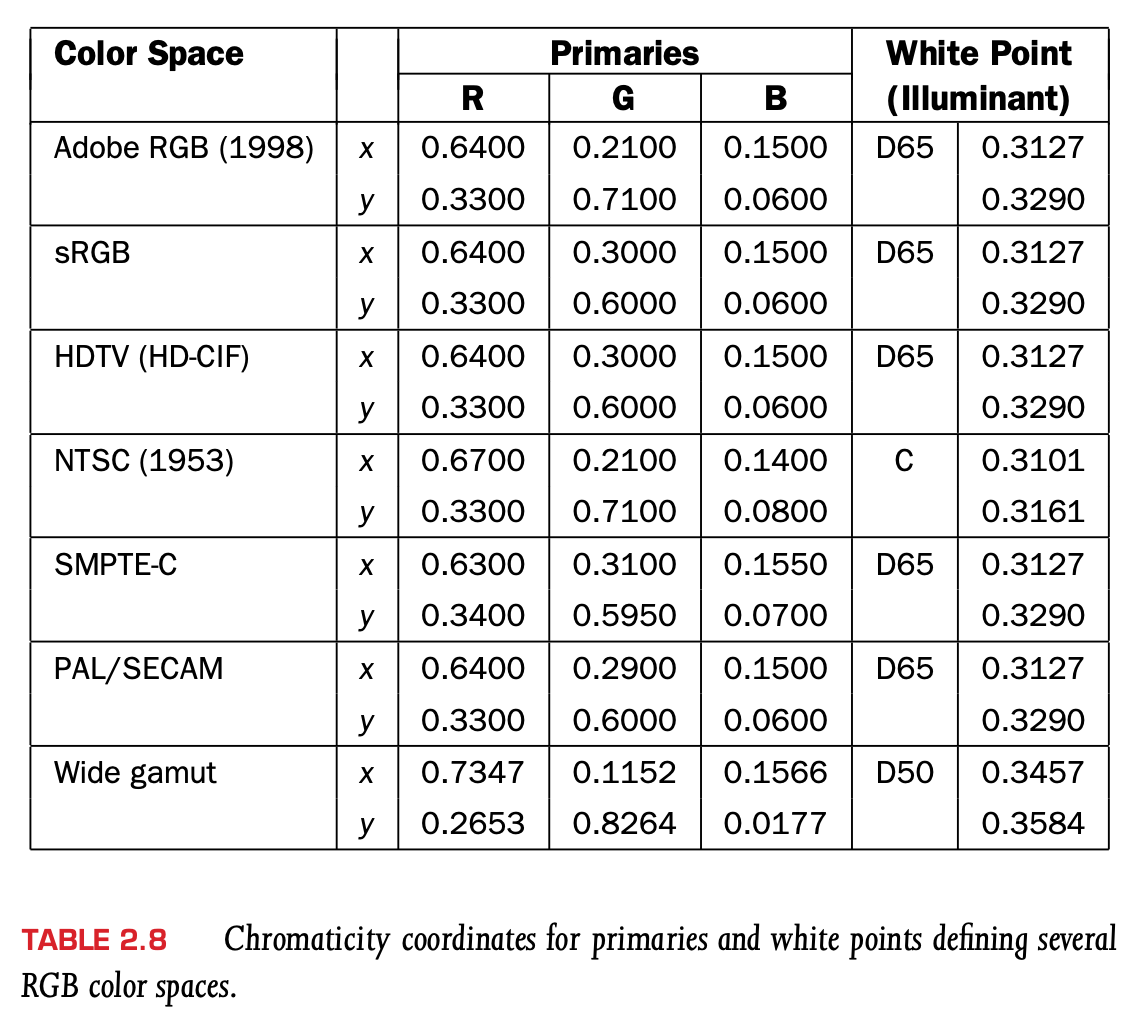 Color Space Primaries White Point
R G B (Illuminant)
Adobe RGB (1998) x 0.6400 0.2100 0.1500 D65 0.3127
y 0.3300 0.7100 0.0600 0.3290
sRGB x 0.6400 0.3000 0.1500 D65 0.3127
y 0.3300 0.6000 0.0600 0.3290
HDTV (HD-CIF) x 0.6400 0.3000 0.1500 D65 0.3127
y 0.3300 0.6000 0.0600 0.3290
NTSC (1953) x 0.6700 0.2100 0.1400 C 0.3101
y 0.3300 0.7100 0.0800 0.3161
SMPTE-C x 0.6300 0.3100 0.1550 D65 0.3127
y 0.3400 0.5950 0.0700 0.3290
PAL/SECAM x 0.6400 0.2900 0.1500 D65 0.3127
y 0.3300 0.6000 0.0600 0.3290
Wide gamut x 0.7347 0.1152 0.1566 D50 0.3457
y 0.2653 0.8264 0.0177 0.3584
TABLE 2.8 Chromaticity coordinates for primaries and white points defining several
RGB color spaces.